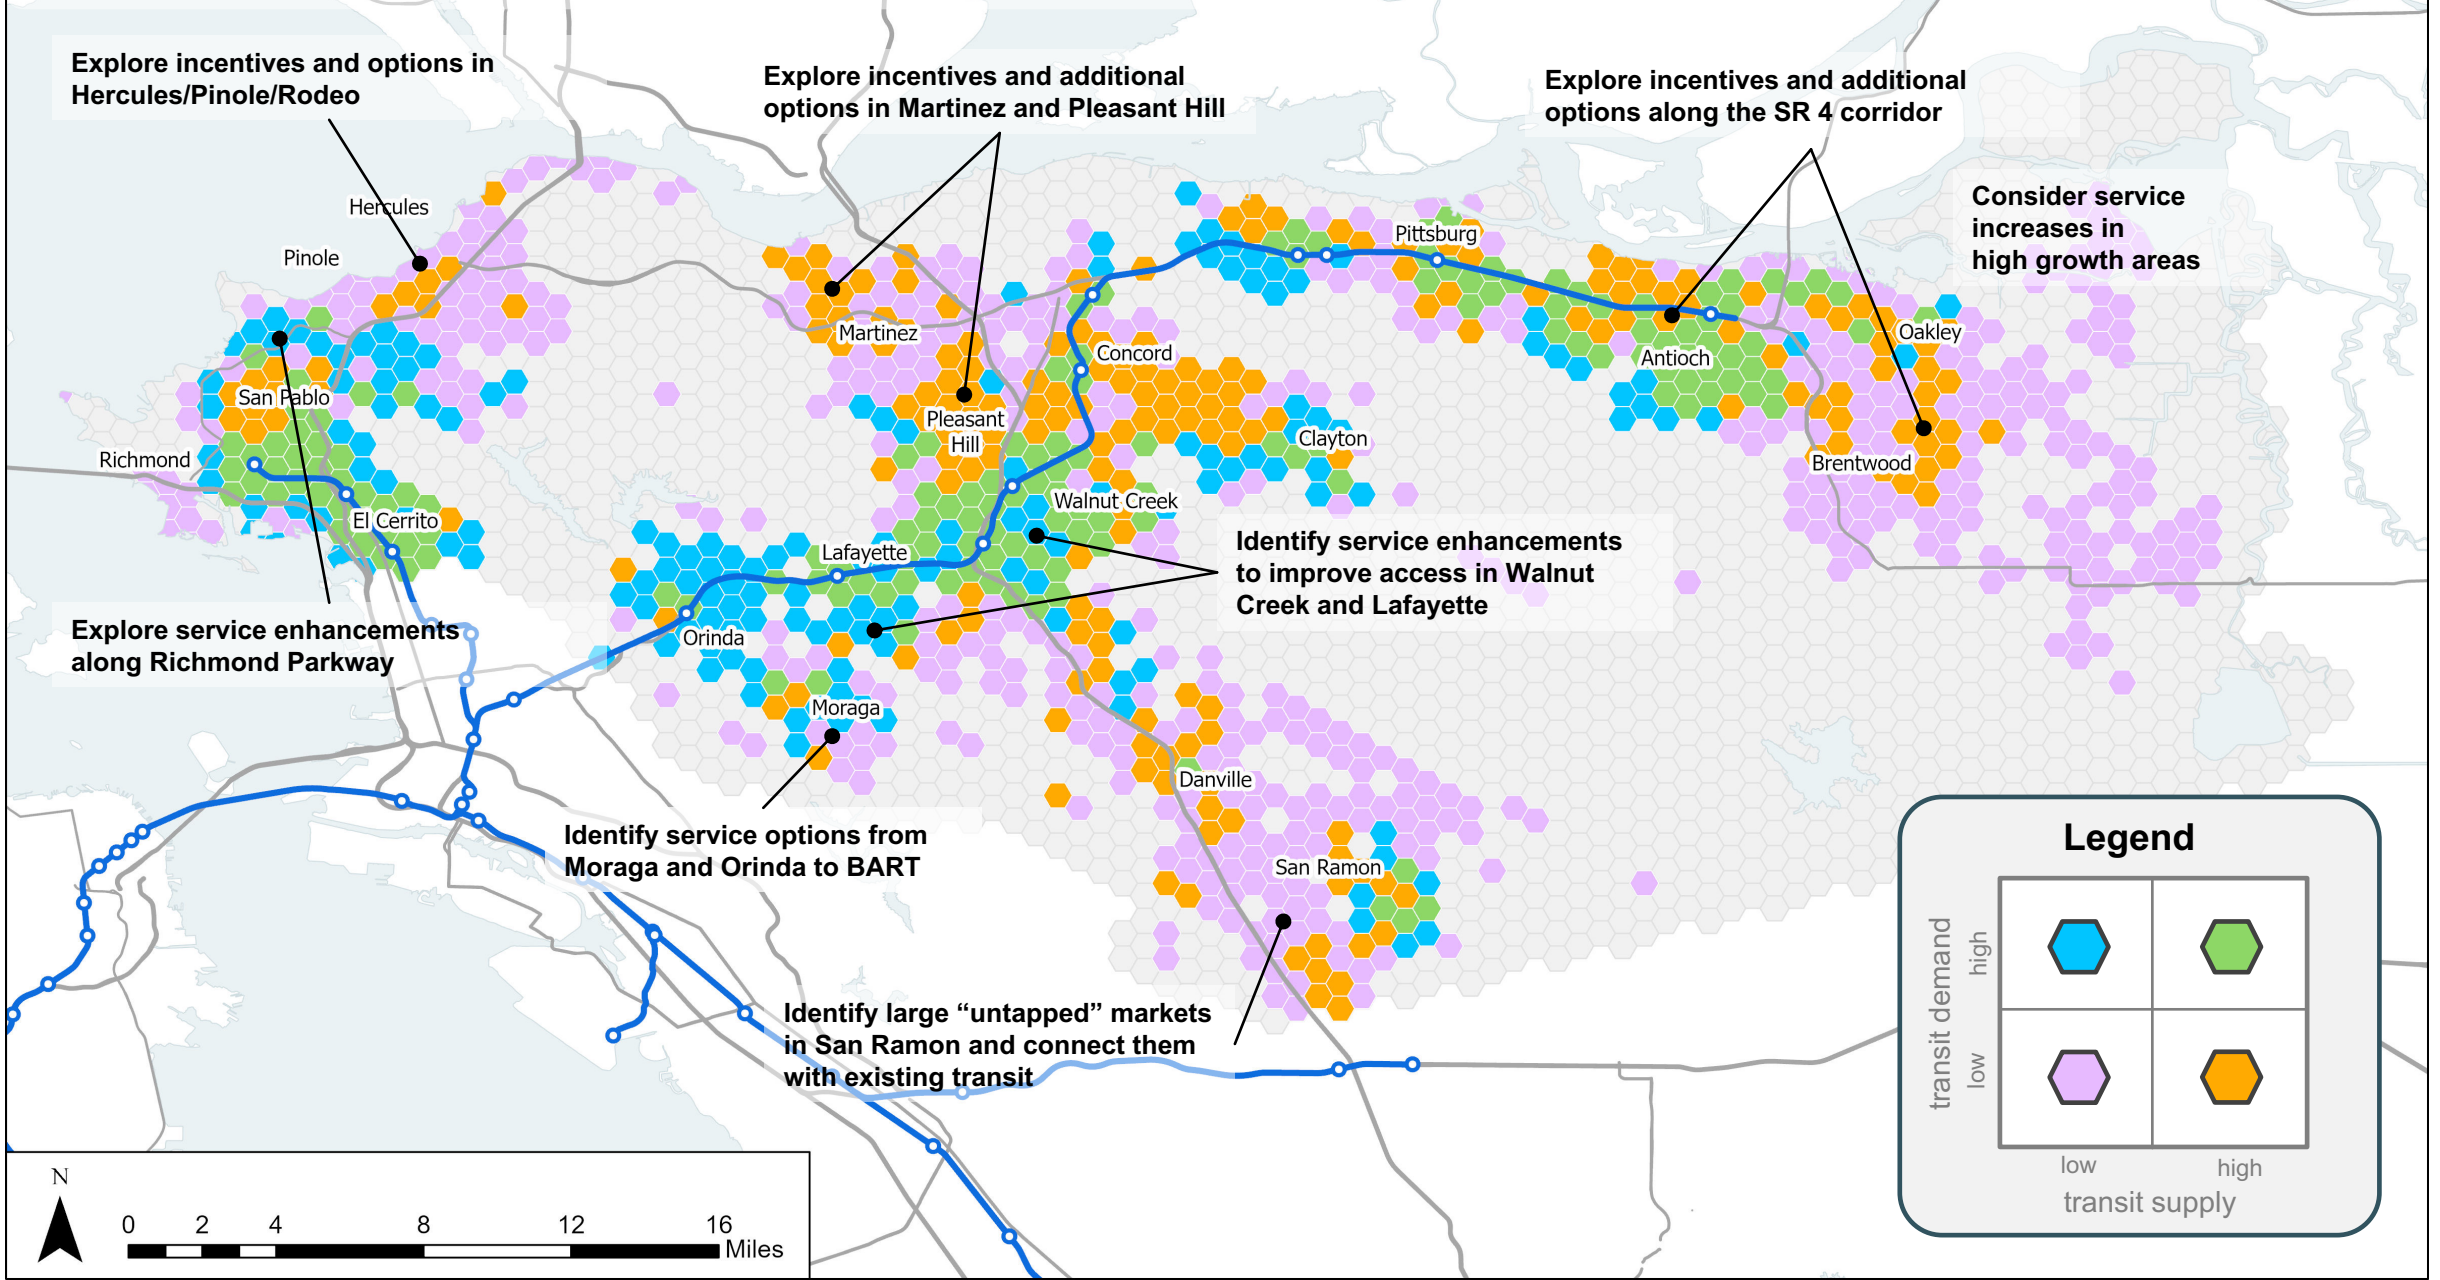 Explore incentives and options in
Hercules/Pinole/Rodeo
Explore incentives and additional
options in Martinez and Pleasant Hill
Explore incentives and additional
options along the SR 4 corridor
Consider service
increases in
high growth areas
Hercules
Pinole
Pittsburg
Martinez
Concord
Oakley
Antioch
San Pablo
Pleasant
Hill
Clayton
Richmond
Brentwood
El Cerrito
Walnut Creek
Lafayette
Identify service enhancements
to improve access in Walnut
Creek and Lafayette
Explore service enhancements
along Richmond Parkway
Orinda
Moraga
Danville
Identify service options from
Moraga and Orinda to BART
San Ramon
Identify large “untapped” markets
in San Ramon and connect them
with existing transit
Legend
transit demand
high
low
low
high
transit supply
N
0 2 4 8 12 16
Miles